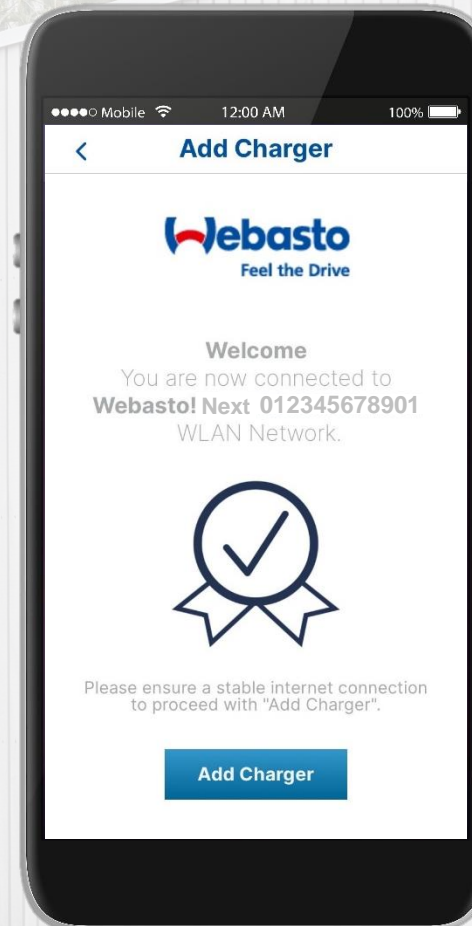 Mobile 12:00 AM 100%
Add Charger
Webasto
Feel the Drive
Welcome
You are now connected to
Webasto! Next 012345678901
WLAN Network.
Please ensure a stable internet connection
to proceed with "Add Charger".
Add Charger